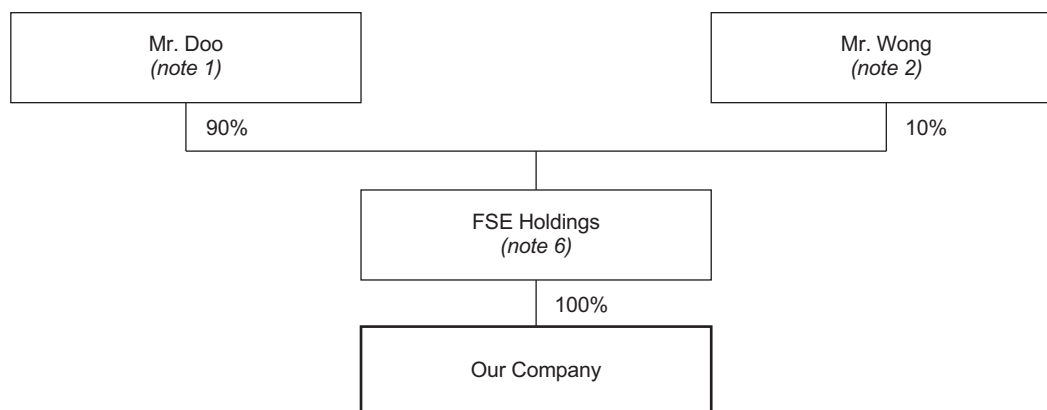 Mr. Doo
(note 1)
Mr. Wong
(note 2)
90%
10%
FSE Holdings
(note 6)
100%
Our Company